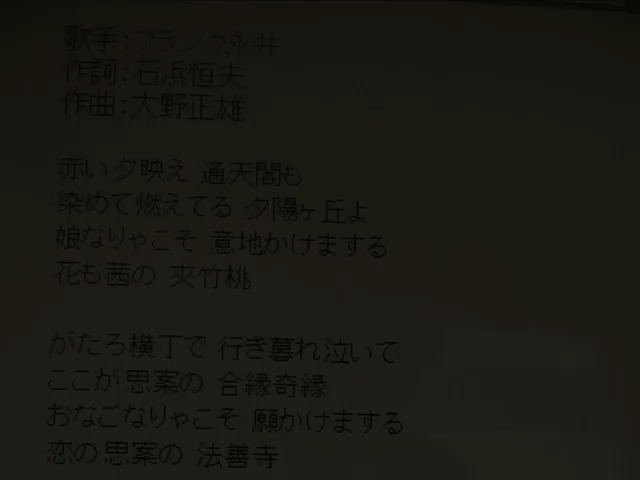 歌手:フランク永井
作詞:石浜恒夫
作曲:大野正雄
赤い夕映え 通天閣も
染めて燃えてる 夕陽ヶ丘よ
娘なりゃこそ 意地かけまする
花も茜の 夾竹桃
がたろ横丁で 行き暮れ泣いて
ここが思案の 合縁奇縁
おなごなりゃこそ 願かけまする
恋の思案の 法善寺